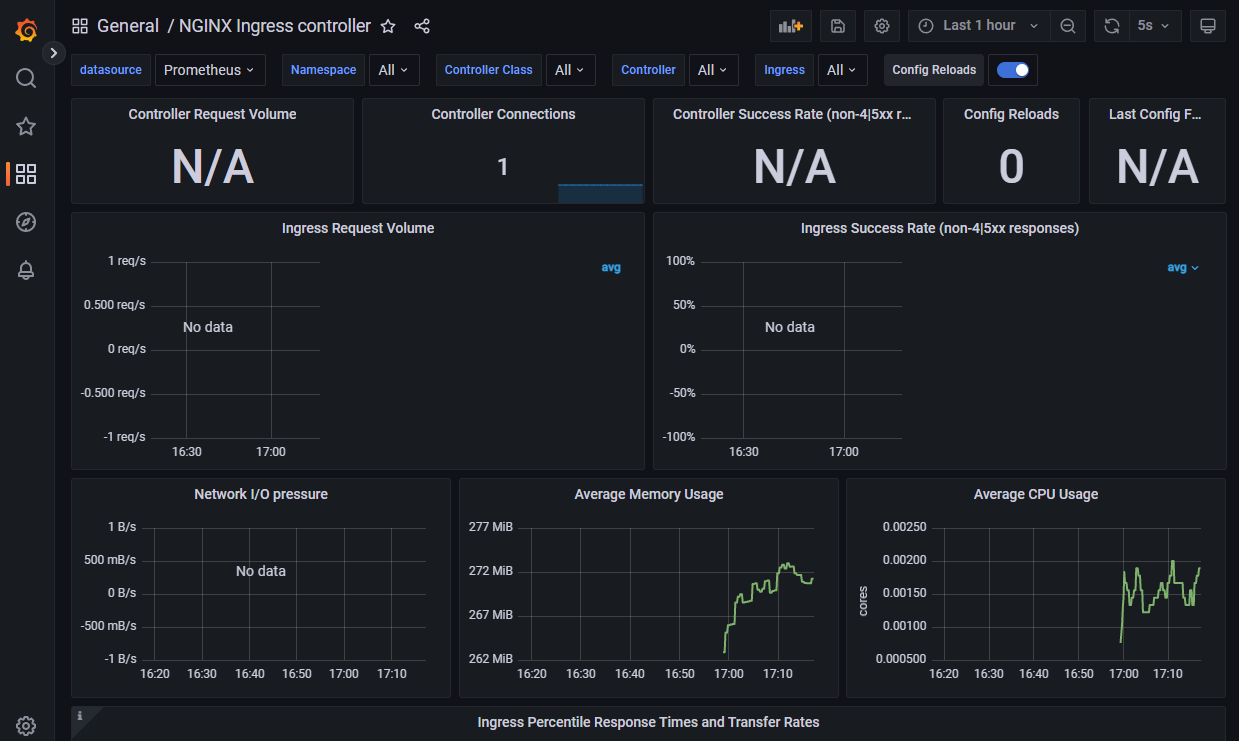 General / NGINX Ingress controller
Last 1 hour
5s
datasource Prometheus Namespace All Controller Class All Controller All Ingress All Config Reloads
Controller Request Volume
N/A
Controller Connections
1
Controller Success Rate (non-4|5xx r...
N/A
Config Reloads
0
Last Config F...
N/A
Ingress Request Volume
1 req/s
0.500 req/s
0 req/s
-0.500 req/s
-1 req/s
No data
16:30 17:00
avg
Ingress Success Rate (non-4|5xx responses)
100%
50%
0%
-50%
-100%
No data
16:30 17:00
avg
Network I/O pressure
1 B/s
500 mB/s
0 B/s
-500 mB/s
-1 B/s
No data
16:20 16:30 16:40 16:50 17:00 17:10
Average Memory Usage
277 MiB
272 MiB
267 MiB
262 MiB
16:20 16:30 16:40 16:50 17:00 17:10
Average CPU Usage
cores
0.00250
0.00200
0.00150
0.00100
0.000500
16:20 16:30 16:40 16:50 17:00 17:10
i
Ingress Percentile Response Times and Transfer Rates